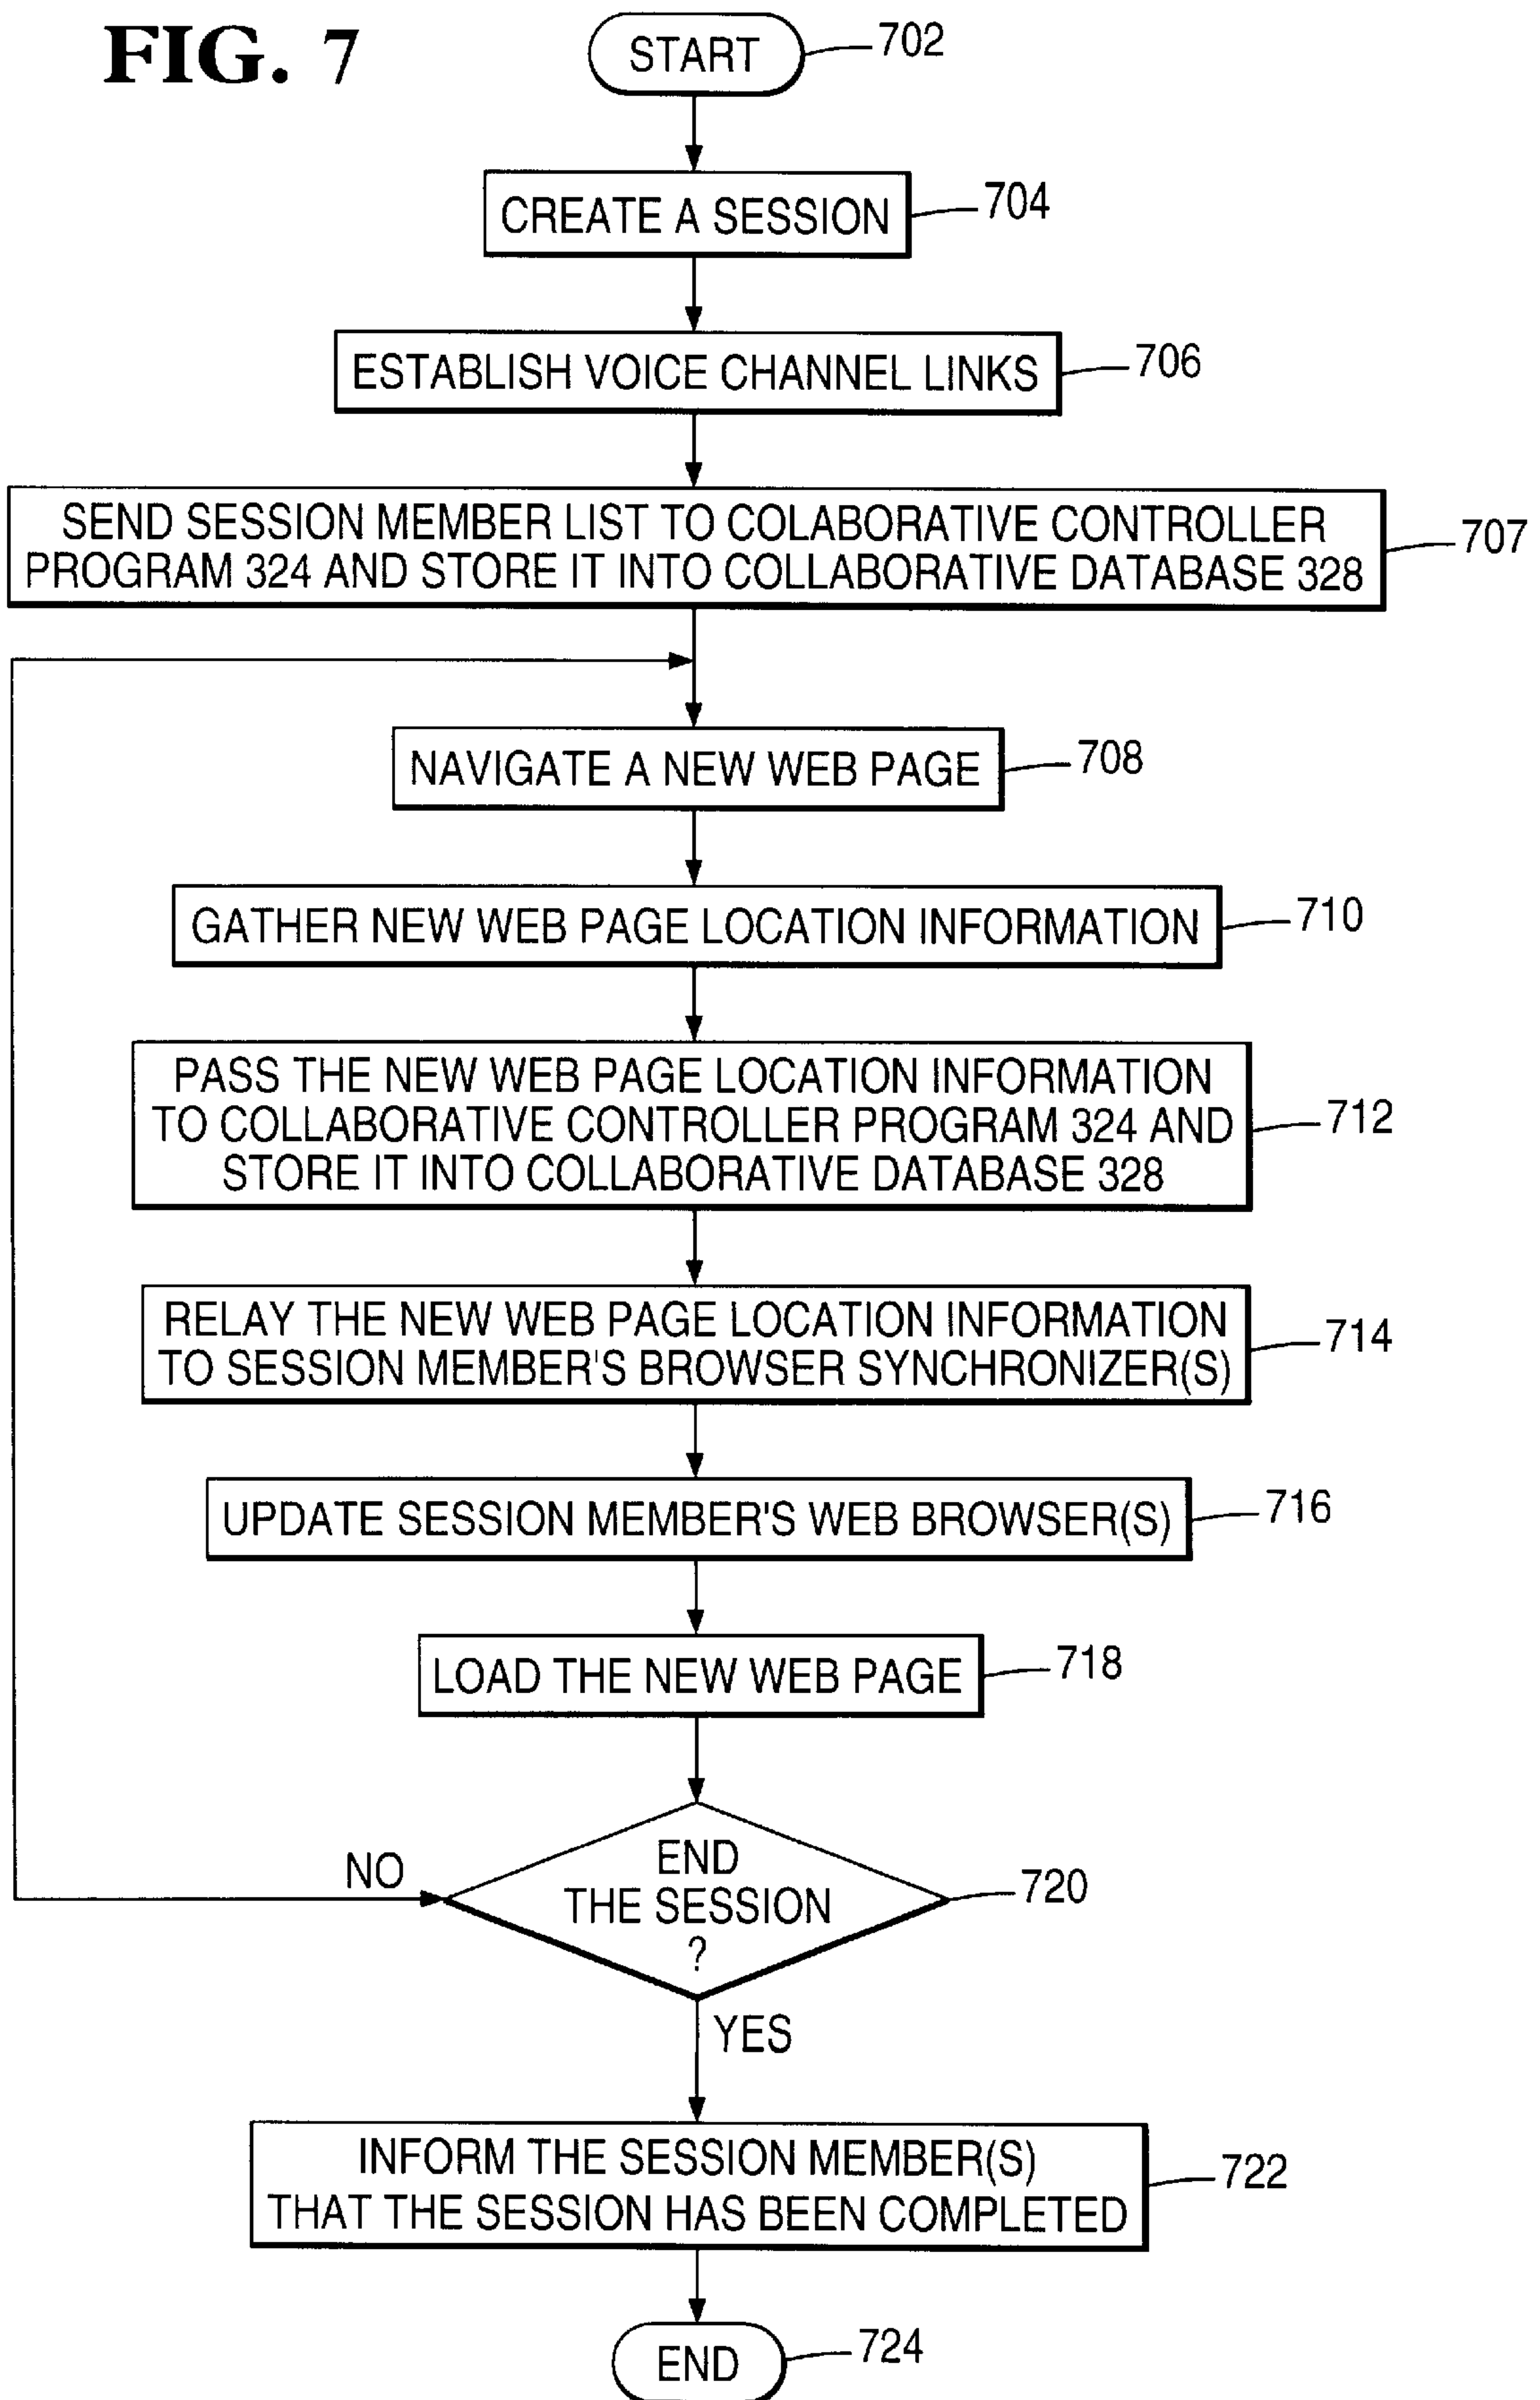 FIG. 7
START
702
CREATE A SESSION
704
ESTABLISH VOICE CHANNEL LINKS
706
SEND SESSION MEMBER LIST TO COLABORATIVE CONTROLLER
PROGRAM 324 AND STORE IT INTO COLLABORATIVE DATABASE 328
707
NAVIGATE A NEW WEB PAGE
708
GATHER NEW WEB PAGE LOCATION INFORMATION
710
PASS THE NEW WEB PAGE LOCATION INFORMATION
TO COLLABORATIVE CONTROLLER PROGRAM 324 AND
STORE IT INTO COLLABORATIVE DATABASE 328
712
RELAY THE NEW WEB PAGE LOCATION INFORMATION
TO SESSION MEMBER'S BROWSER SYNCHRONIZER(S)
714
UPDATE SESSION MEMBER'S WEB BROWSER(S)
716
LOAD THE NEW WEB PAGE
718
NO
END
THE SESSION
?
720
YES
INFORM THE SESSION MEMBER(S)
THAT THE SESSION HAS BEEN COMPLETED
722
END
724